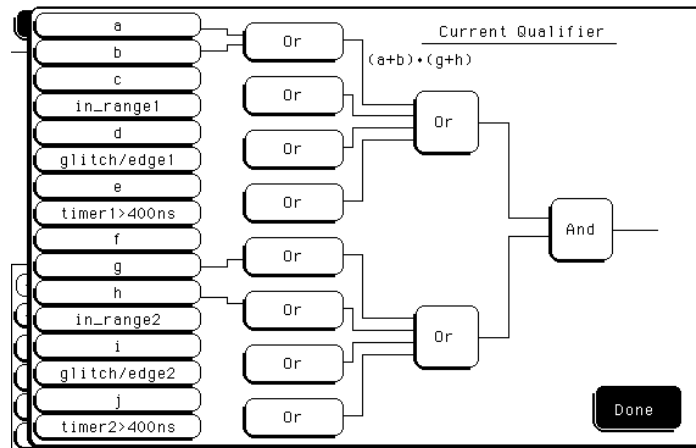 Current Qualifier
(a+b)•(g+h)
a
b
c
in_range1
d
glitch/edge1
e
timer1>400ns
f
g
h
in_range2
i
glitch/edge2
j
timer2>400ns
Or
Or
Or
Or
Or
Or
Or
Or
Or
Or
And
Done